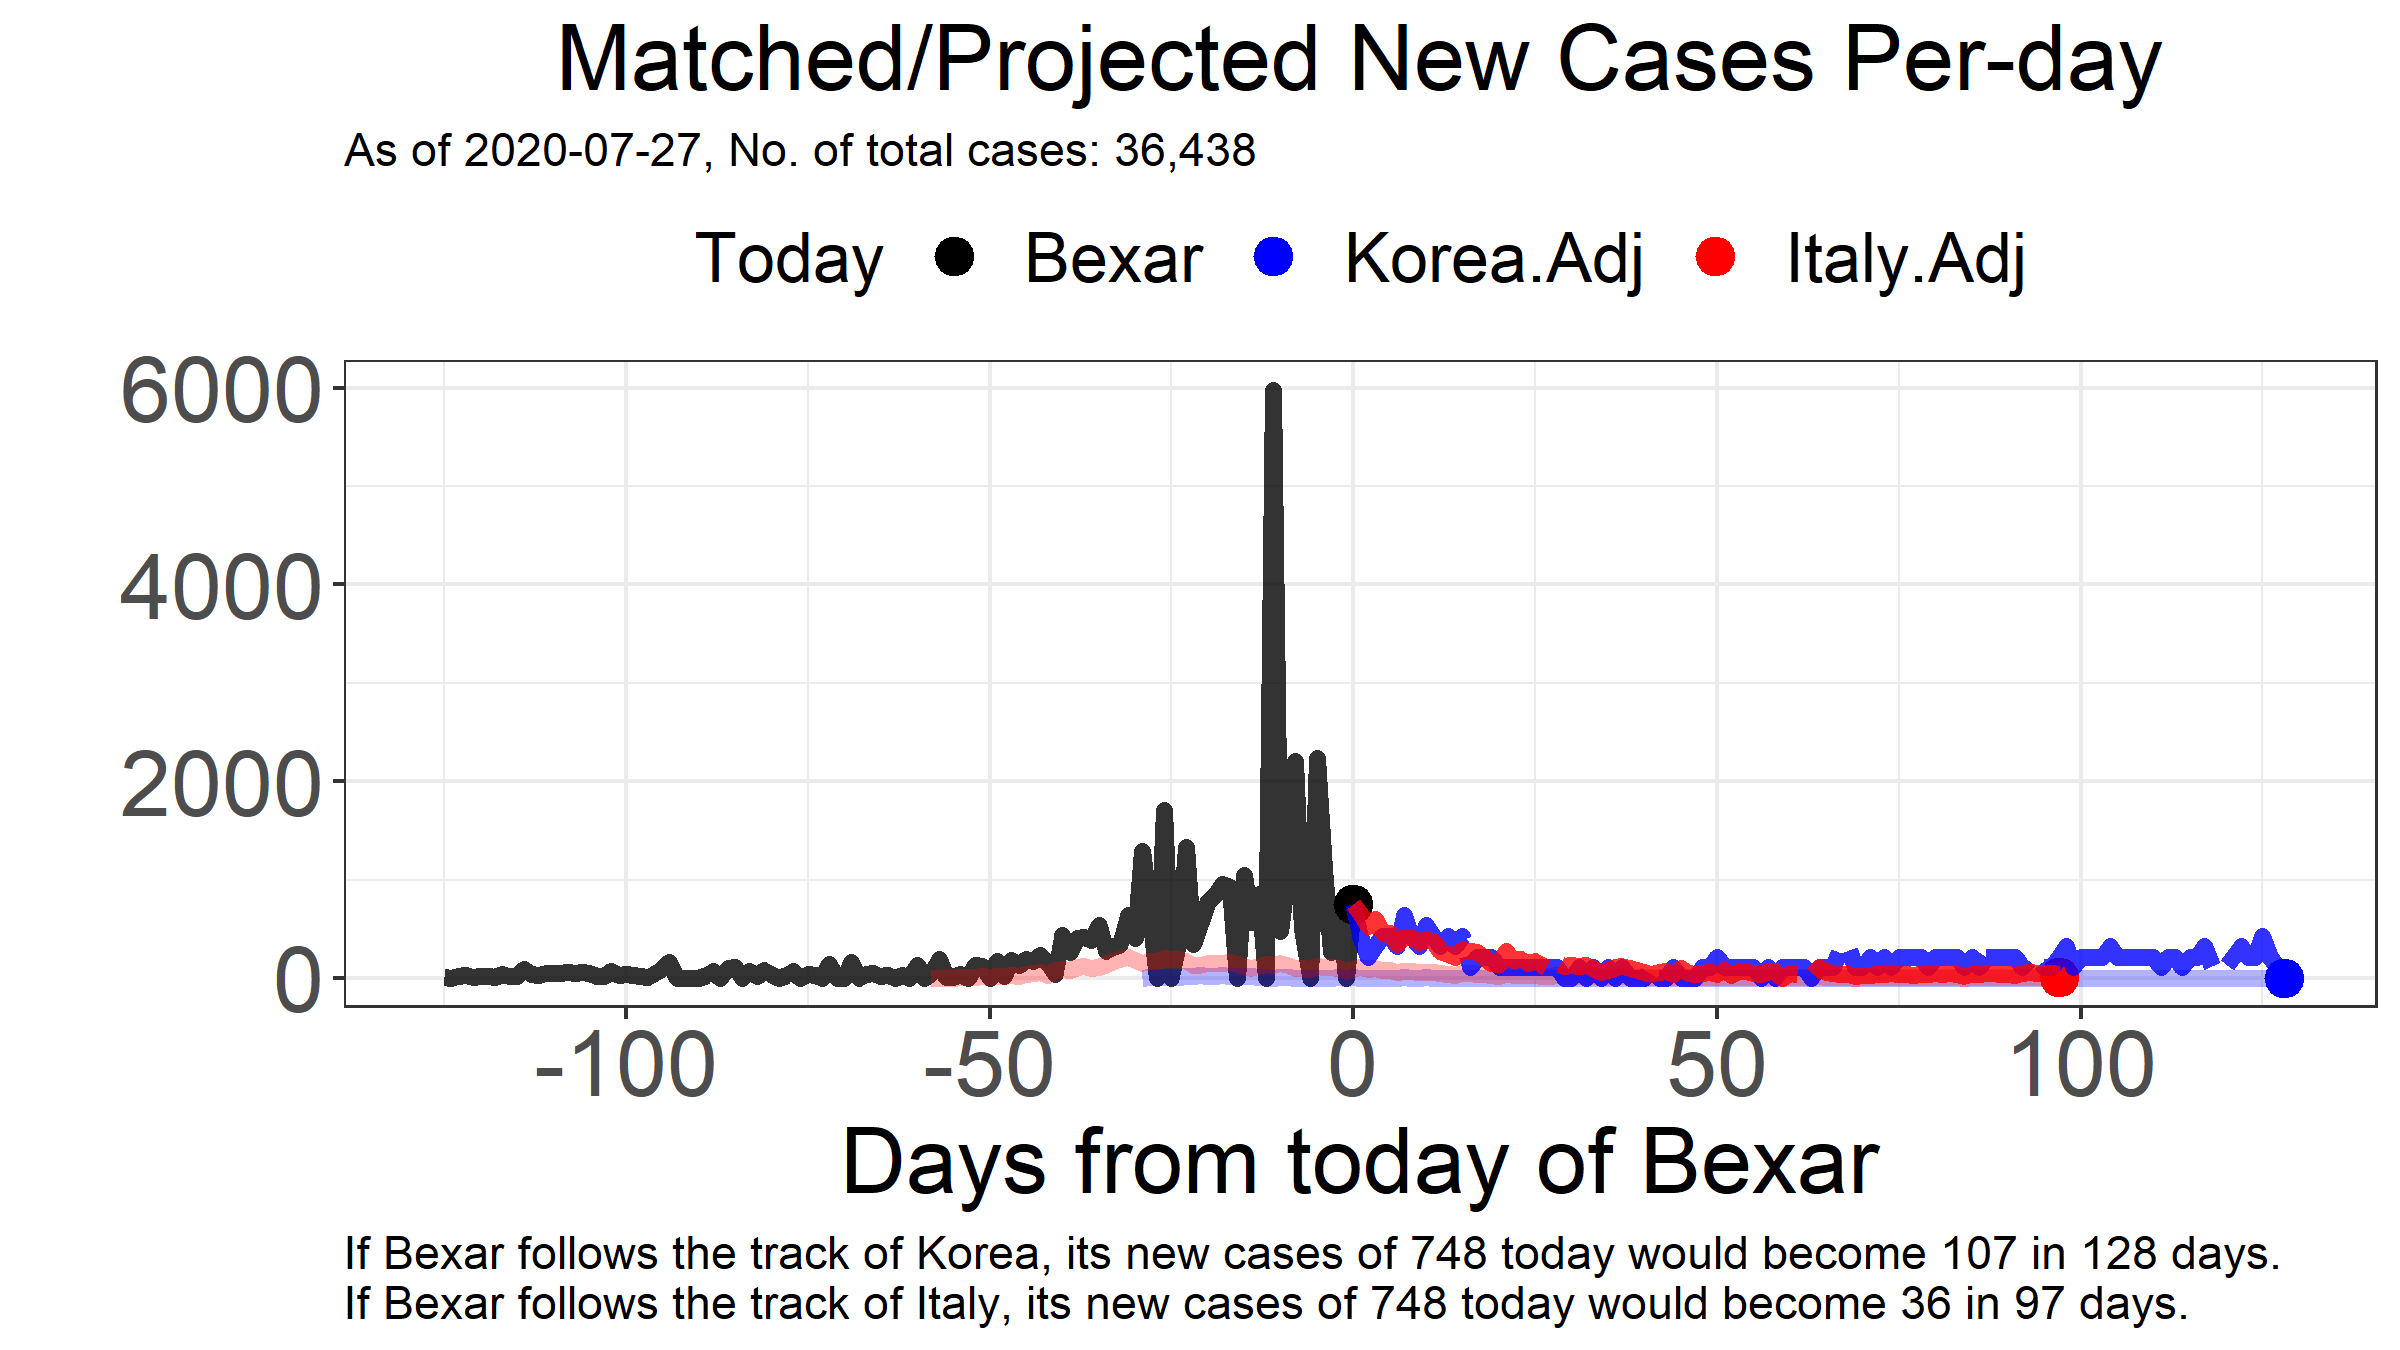 Matched/Projected New Cases Per-day
As of 2020-07-27, No. of total cases: 36,438
Today Bexar Korea.Adj Italy.Adj
6000
4000
2000
0
-100 -50 0 50 100
Days from today of Bexar
If Bexar follows the track of Korea, its new cases of 748 today would become 107 in 128 days.
If Bexar follows the track of Italy, its new cases of 748 today would become 36 in 97 days.